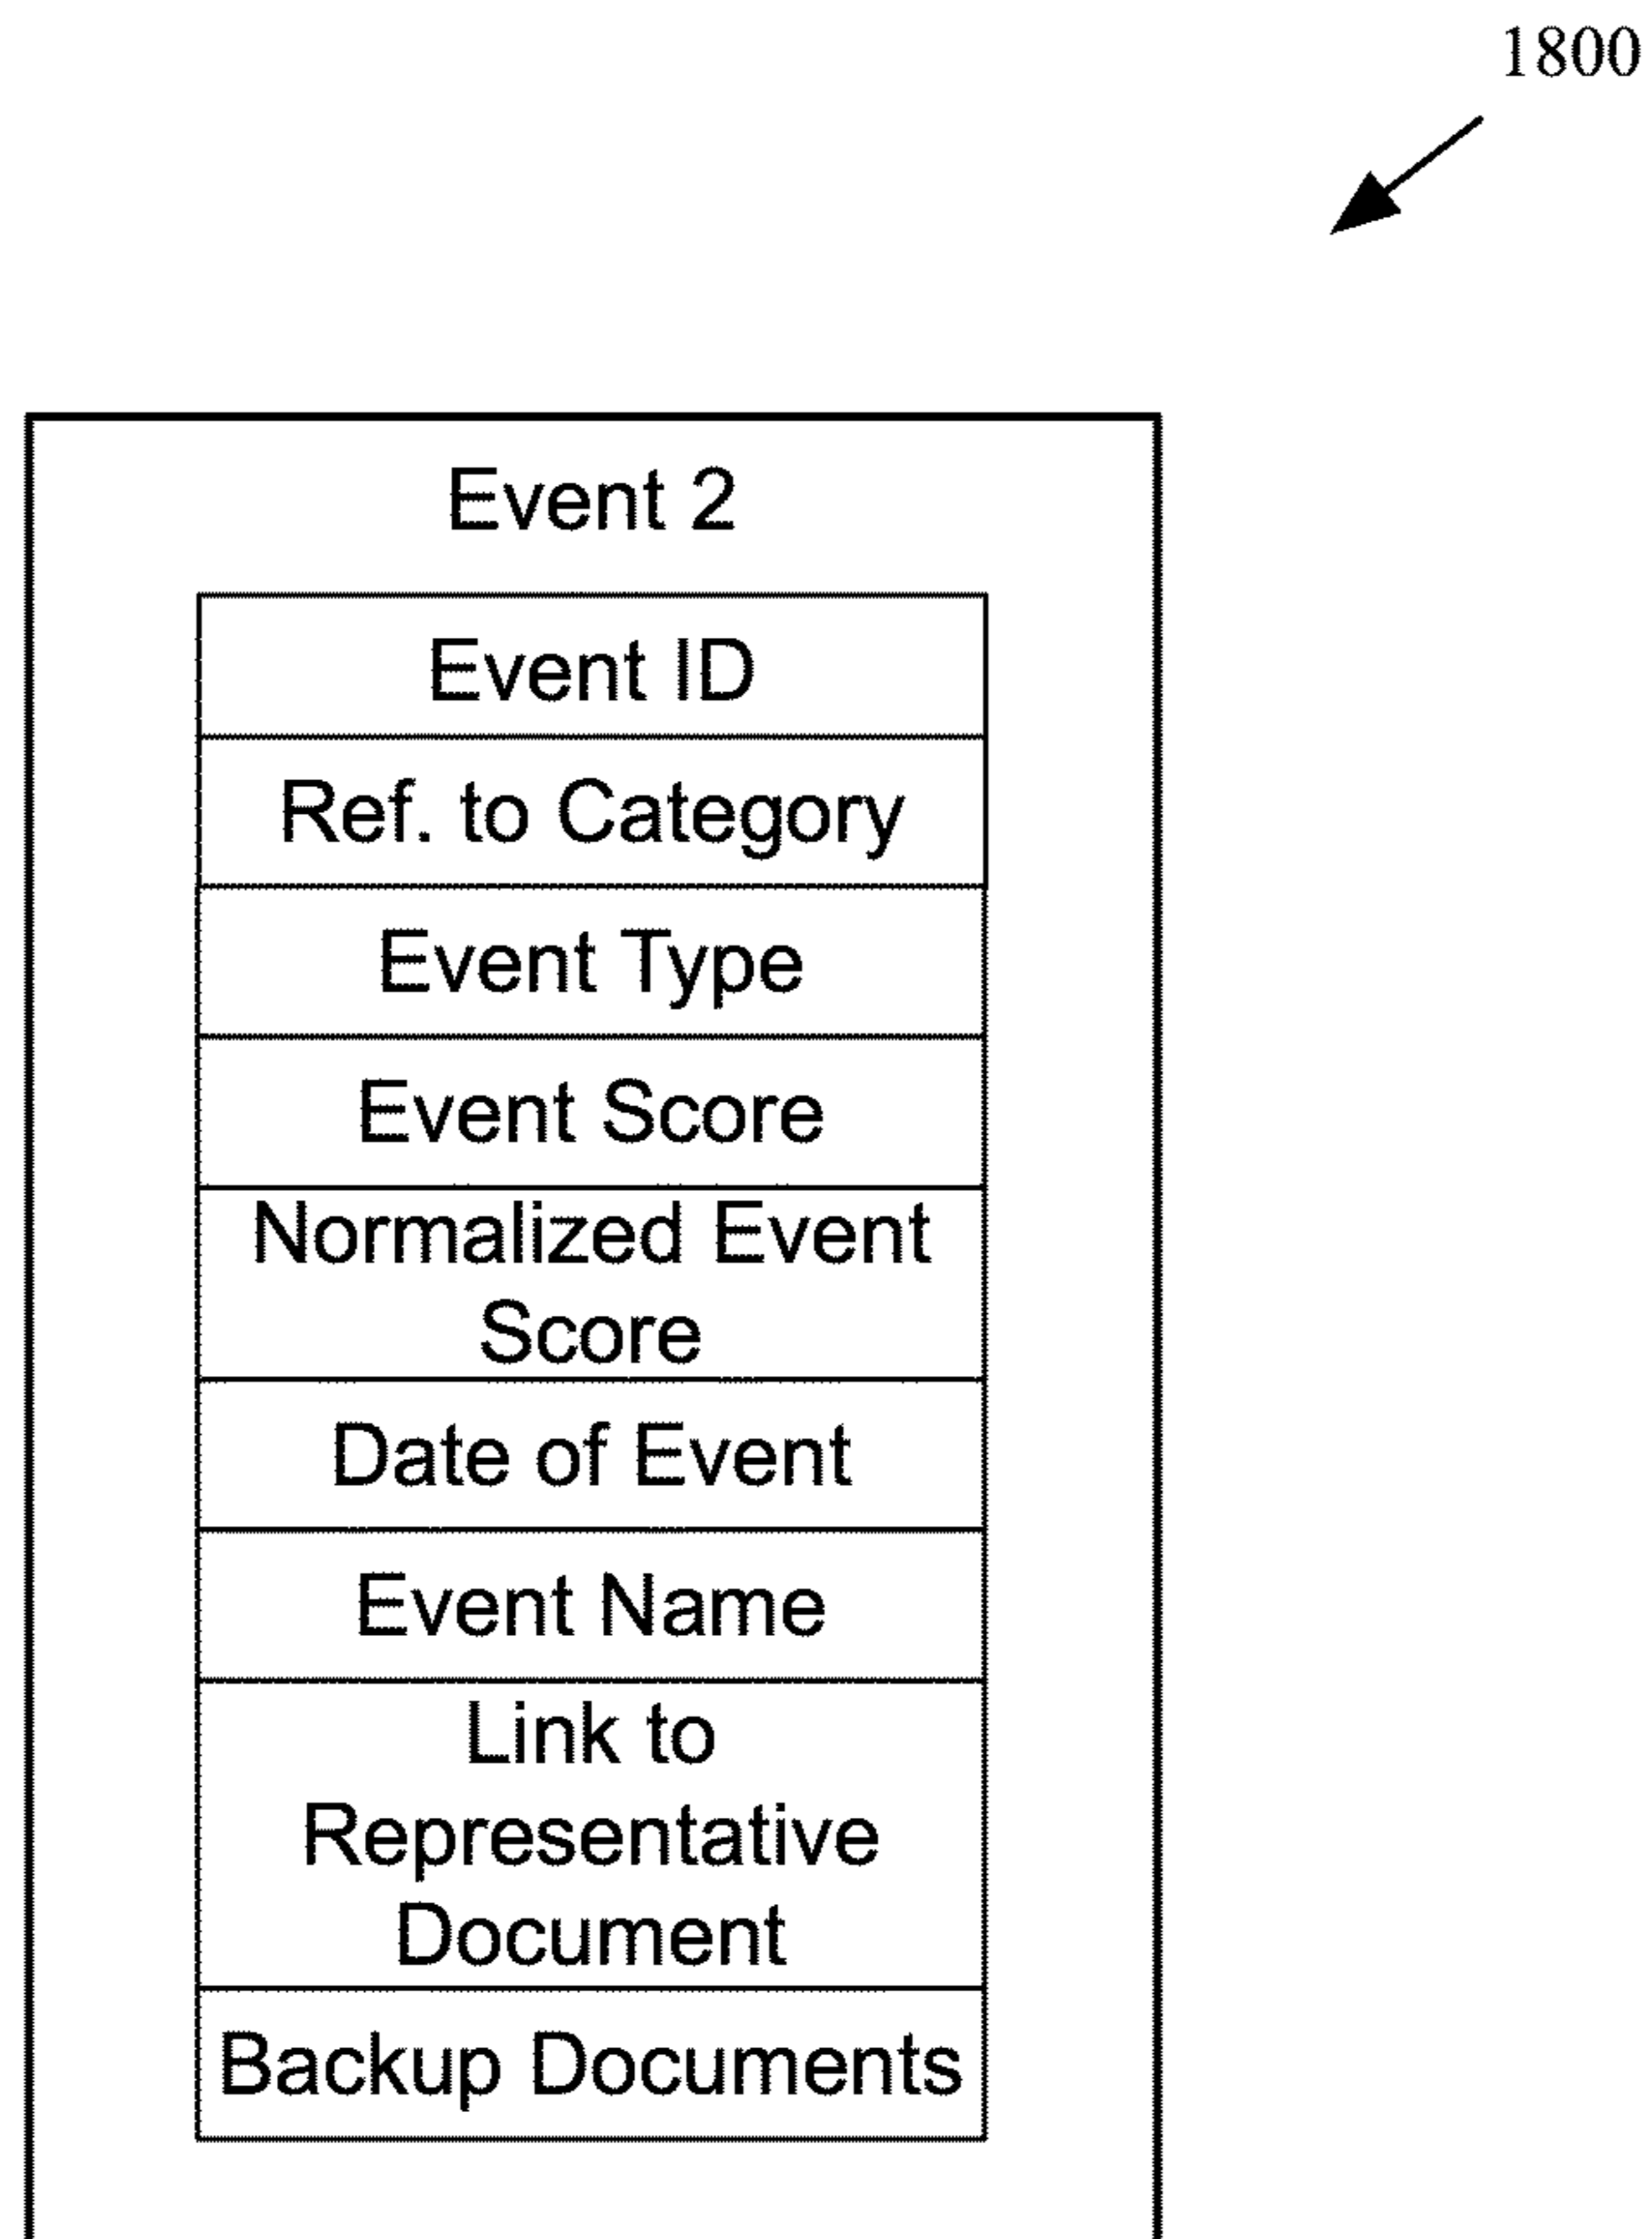 1800
Event 2
Event ID
Ref. to Category
Event Type
Event Score
Normalized Event
Score
Date of Event
Event Name
Link to
Representative
Document
Backup Documents